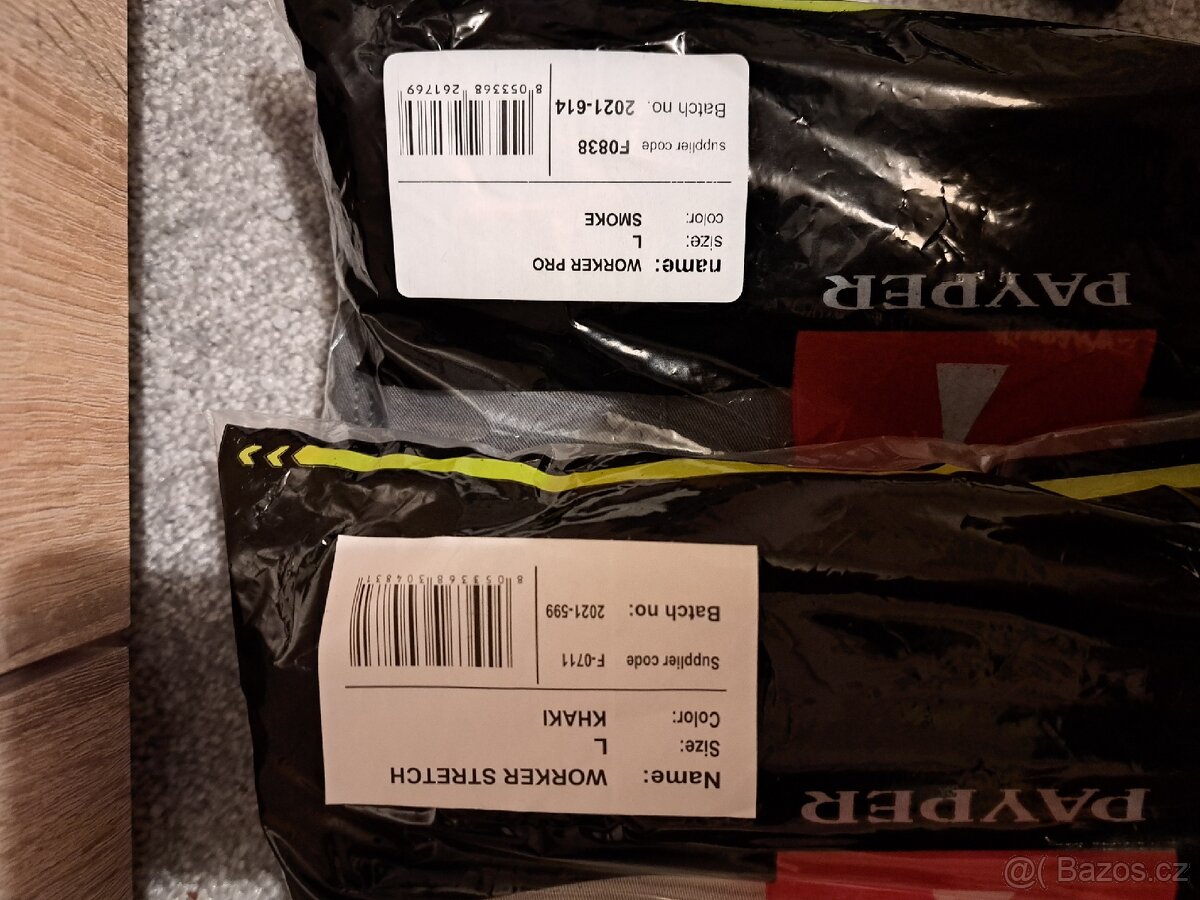 name: WORKER PRO
size: L
color: SMOKE
supplier code F0838
Batch no. 2021-614
8 053368 261769
PAYPER
Name: WORKER STRETCH
Size: L
Color: KHAKI
Supplier code F-0711
Batch no: 2021-599
8 053368 304831
PAYPER
@( Bazos.cz